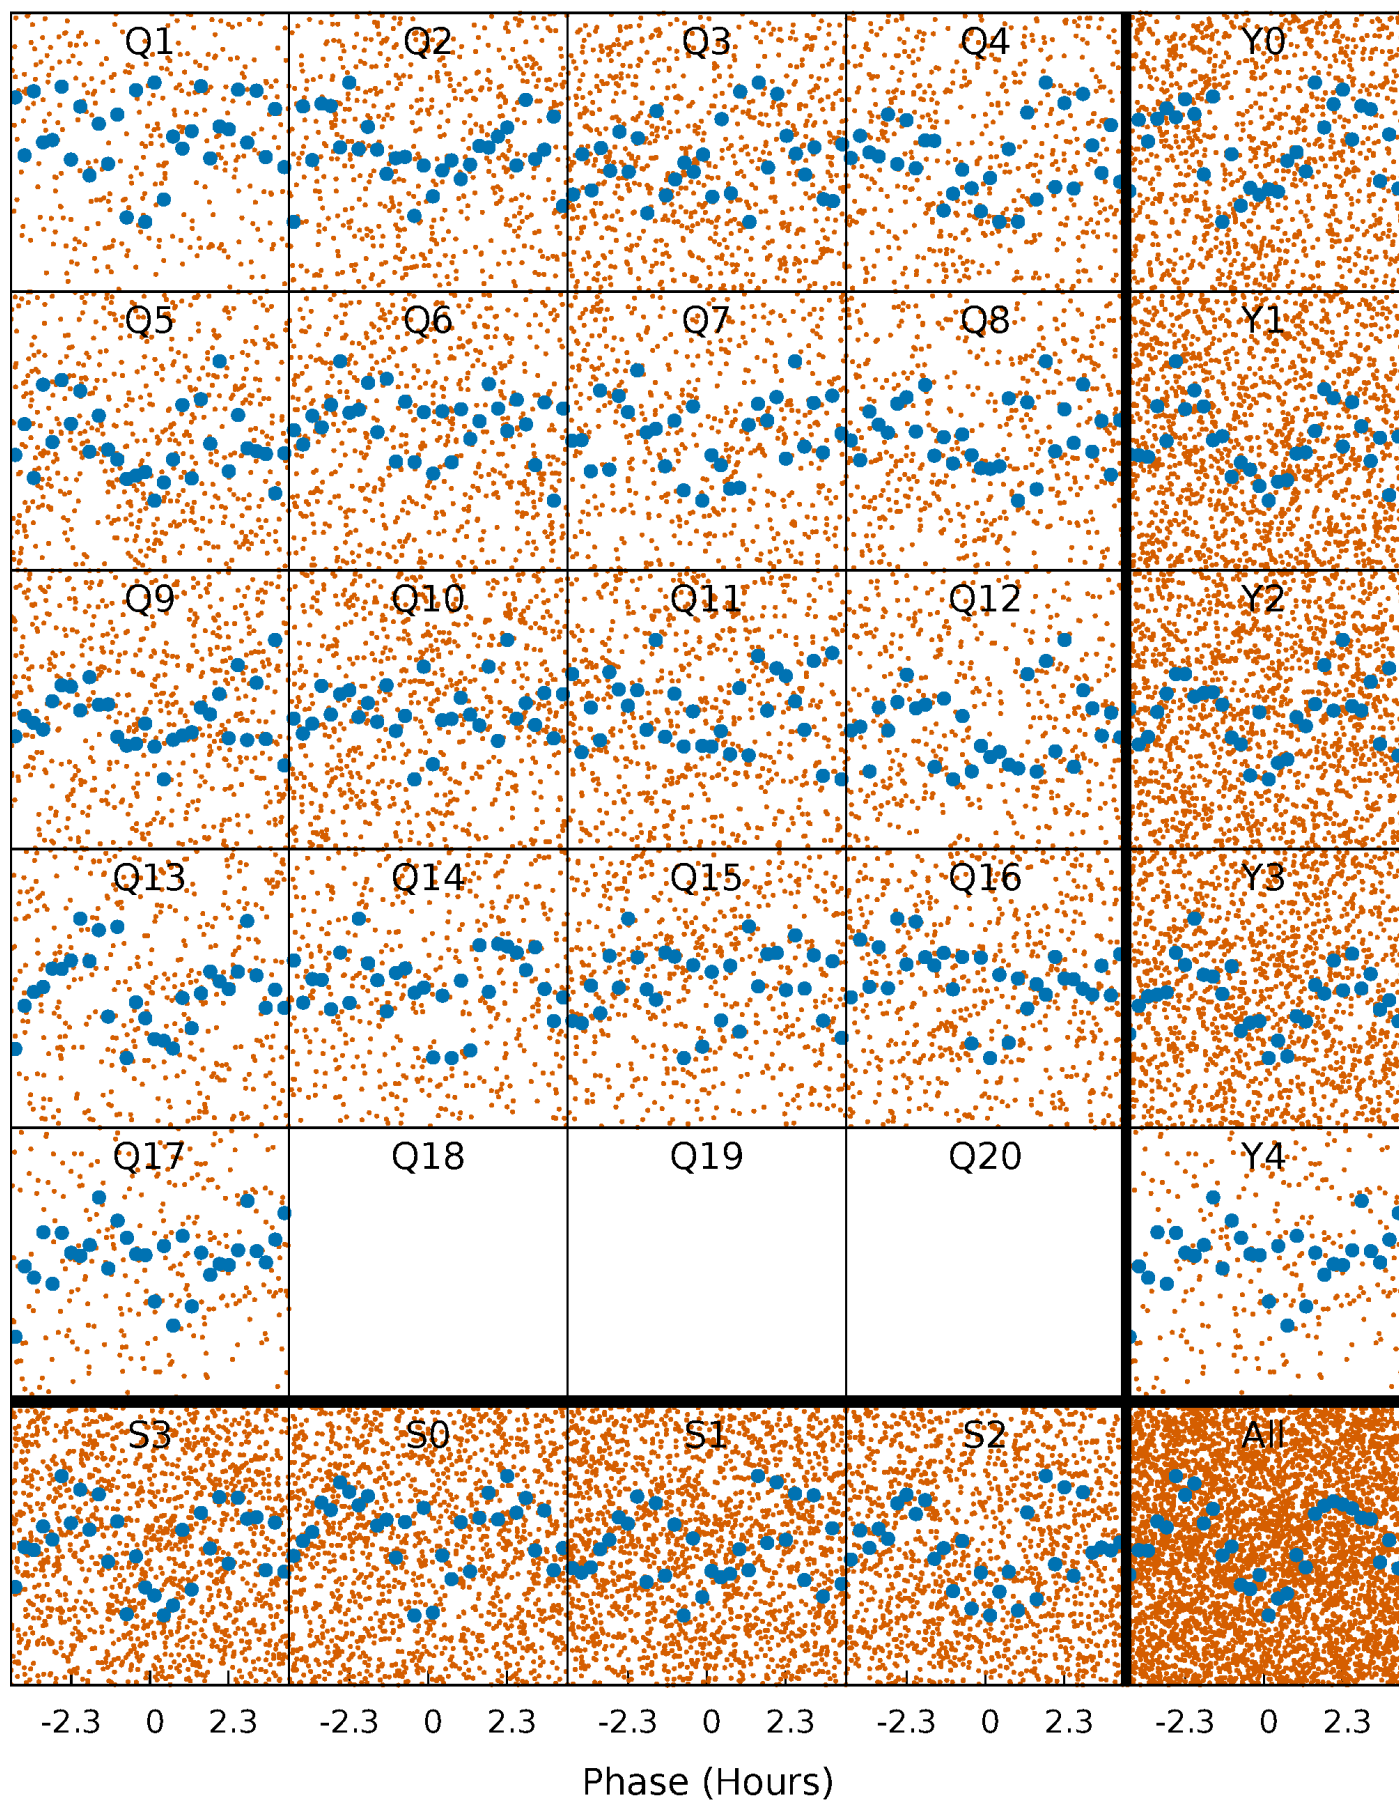 Q1 Q2 Q3 Q4 Y0
Q5 Q6 Q7 Q8 Y1
Q9 Q10 Q11 Q12 Y2
Q13 Q14 Q15 Q16 Y3
Q17 Q18 Q19 Q20 Y4
S3 S0 S1 S2 All
-2.3 0 2.3 -2.3 0 2.3 -2.3 0 2.3 -2.3 0 2.3 -2.3 0 2.3
Phase (Hours)